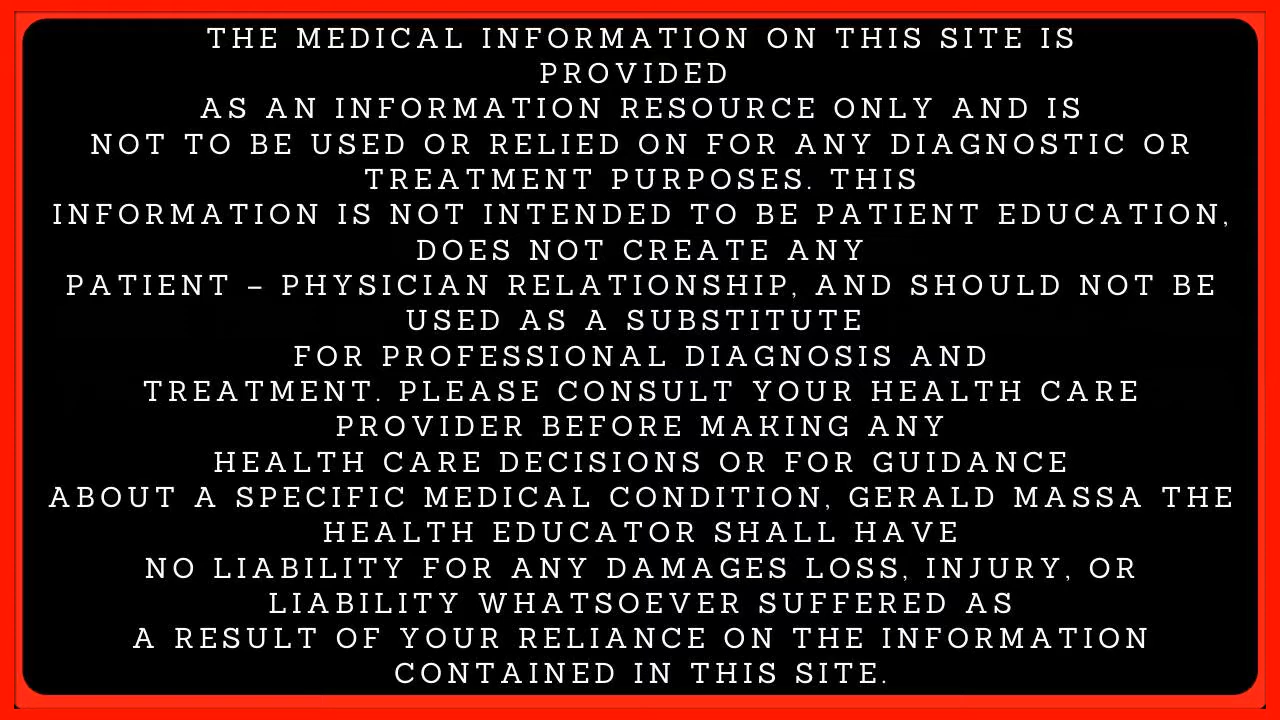 THE MEDICAL INFORMATION ON THIS SITE IS
PROVIDED
AS AN INFORMATION RESOURCE ONLY AND IS
NOT TO BE USED OR RELIED ON FOR ANY DIAGNOSTIC OR
TREATMENT PURPOSES. THIS
INFORMATION IS NOT INTENDED TO BE PATIENT EDUCATION,
DOES NOT CREATE ANY
PATIENT – PHYSICIAN RELATIONSHIP, AND SHOULD NOT BE
USED AS A SUBSTITUTE
FOR PROFESSIONAL DIAGNOSIS AND
TREATMENT. PLEASE CONSULT YOUR HEALTH CARE
PROVIDER BEFORE MAKING ANY
HEALTH CARE DECISIONS OR FOR GUIDANCE
ABOUT A SPECIFIC MEDICAL CONDITION, GERALD MASSA THE
HEALTH EDUCATOR SHALL HAVE
NO LIABILITY FOR ANY DAMAGES LOSS, INJURY, OR
LIABILITY WHATSOEVER SUFFERED AS
A RESULT OF YOUR RELIANCE ON THE INFORMATION
CONTAINED IN THIS SITE.